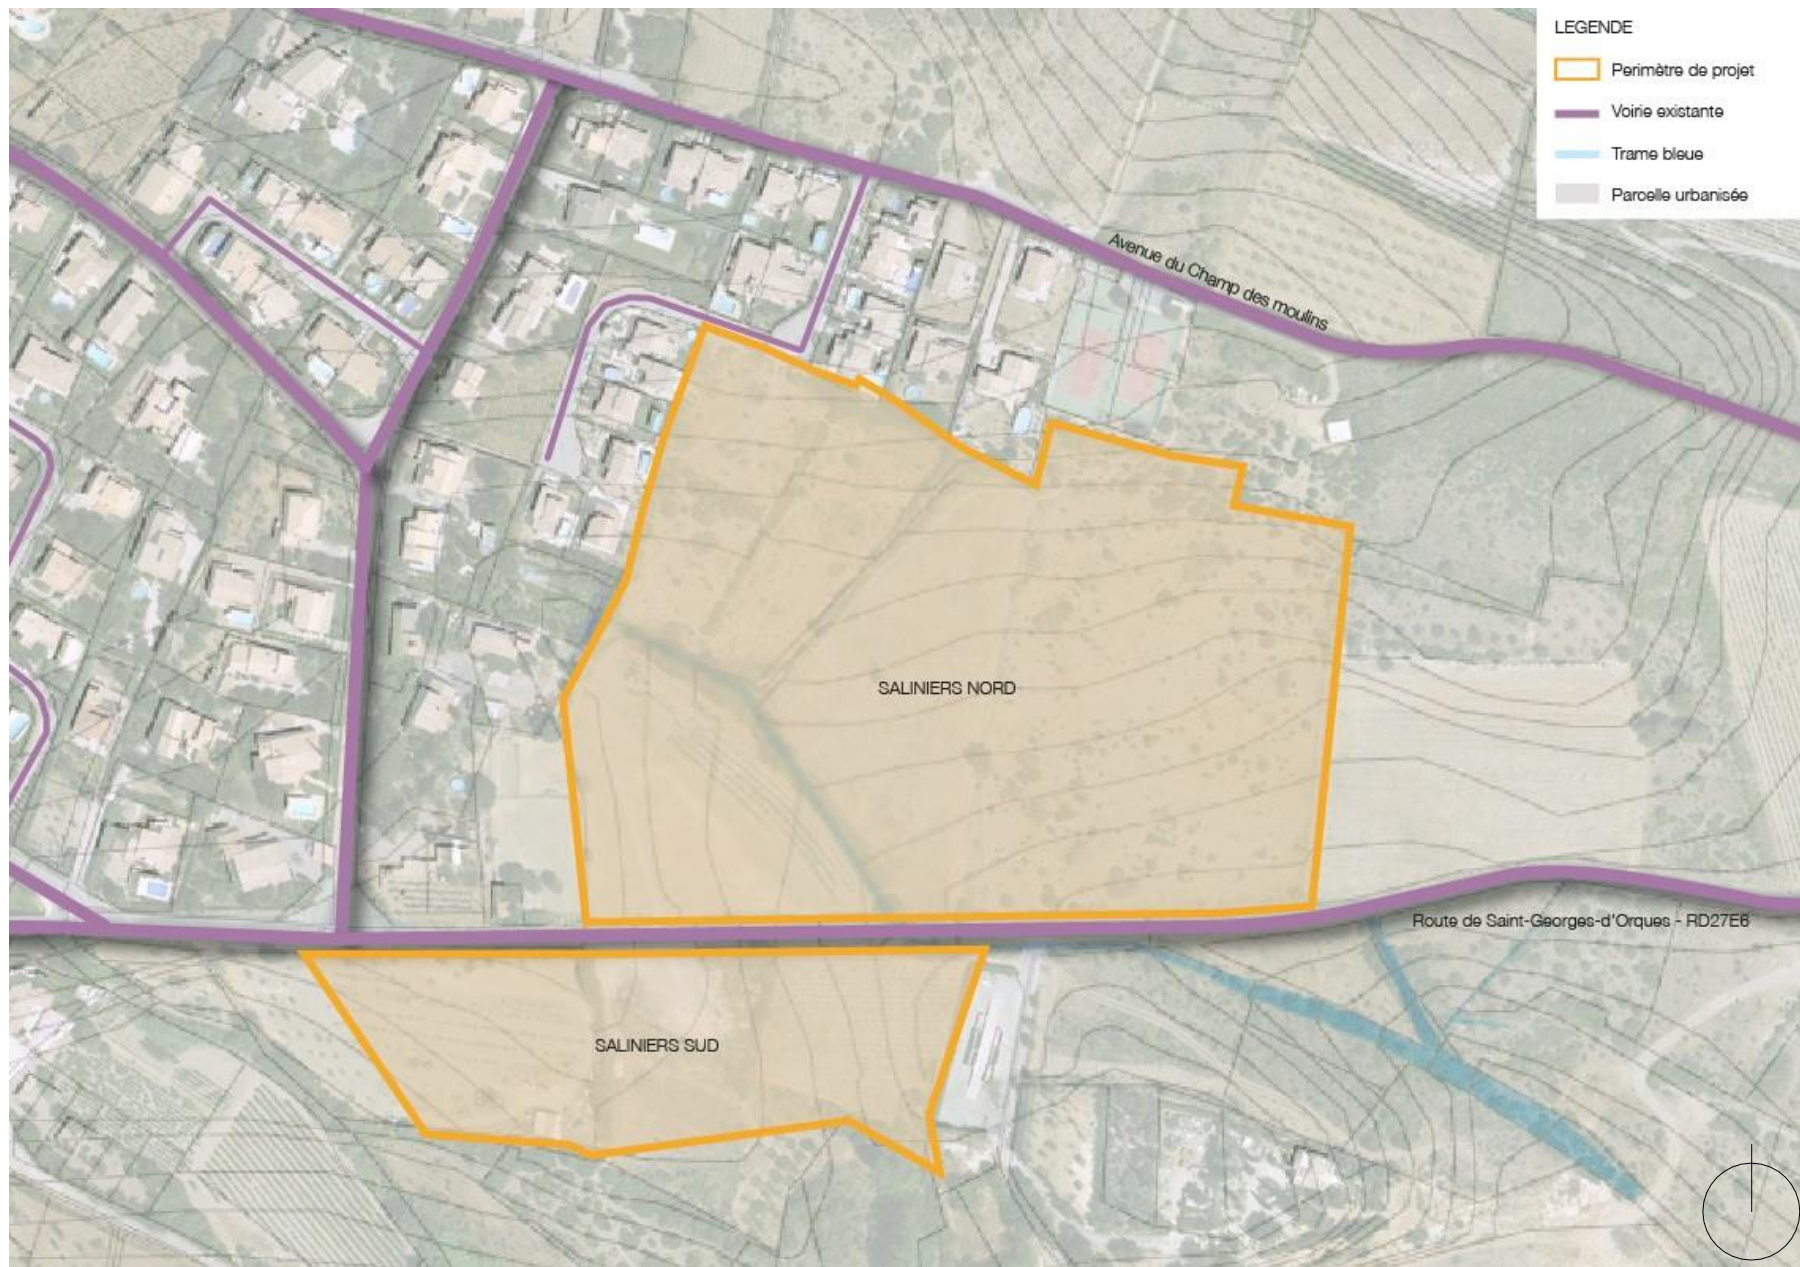 LEGENDE
Perimètre de projet
Voirie existante
Trame bleue
Parcelle urbanisée
Avenue du Champ des moulins
SALINIERS NORD
Route de Saint-Georges-d'Orques - RD27E6
SALINIERS SUD